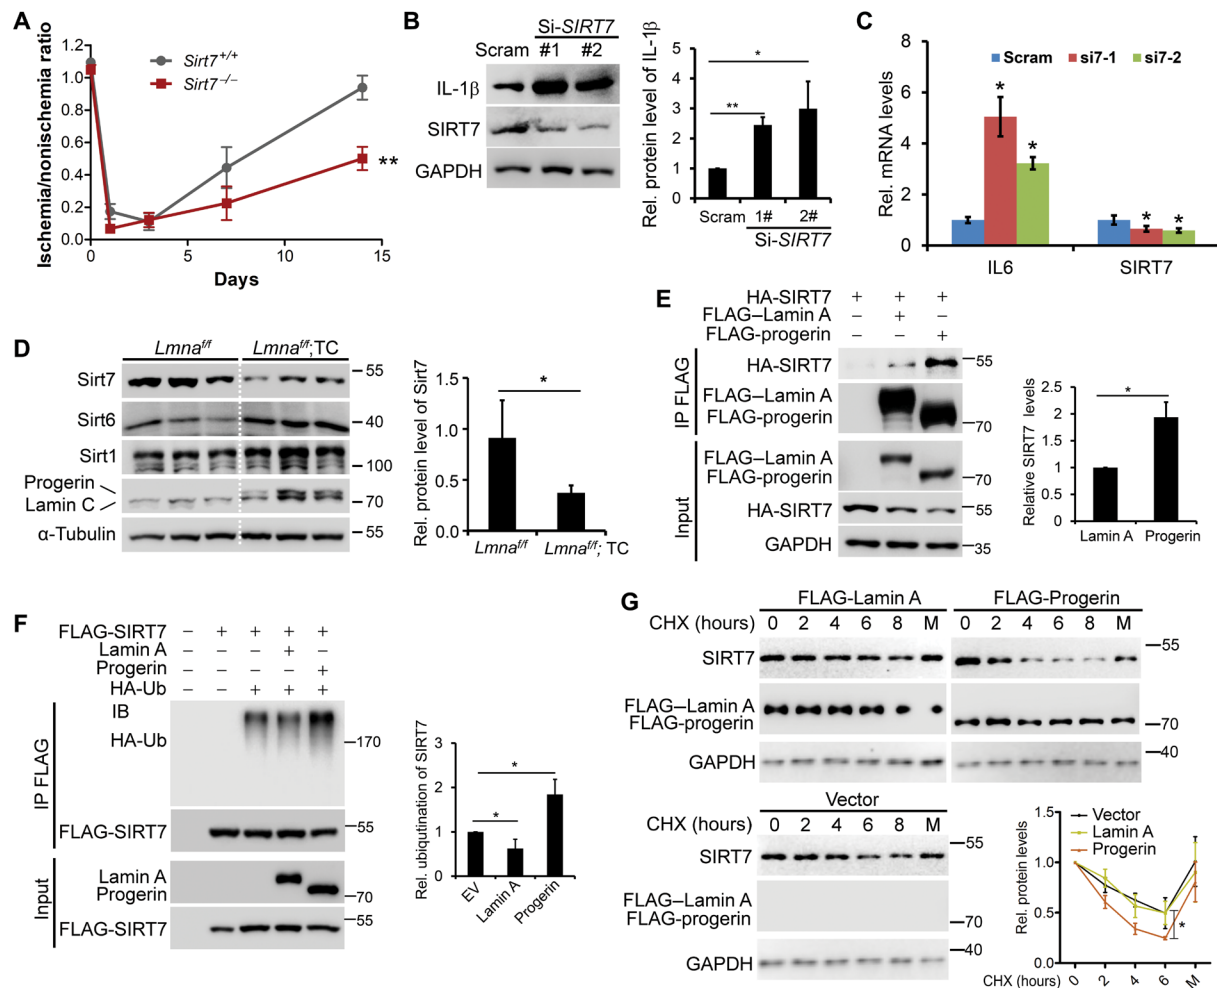 A
Ischemia/nonischemia ratio
1.2
1.0
0.8
0.6
0.4
0.2
0.0
0 5 10 15
Days
Sirt7+/+
Sirt7−/−
**
B
Si-SIRT7
Scram #1 #2
IL-1β
SIRT7
GAPDH
Rel. protein level of IL-1β
5
4
3
2
1
0
*
**
Scram 1# 2#
Si-SIRT7
C
Rel. mRNA levels
8
6
4
2
0
Scram si7-1 si7-2
*
*
* *
IL6 SIRT7
D
Lmnaf/f Lmnaf/f;TC
Sirt7
Sirt6
Sirt1
Progerin
Lamin C
α-Tubulin
55
40
100
70
55
Rel. protein level of Sirt7
1.5
1.0
0.5
0.0
*
Lmnaf/f Lmnaf/f; TC
E
HA-SIRT7 + + +
FLAG–Lamin A − + −
FLAG-progerin − − +
IP FLAG
HA-SIRT7 55
FLAG–Lamin A
FLAG-progerin 70
Input
FLAG–Lamin A
FLAG-progerin 70
HA-SIRT7 55
GAPDH 35
Relative SIRT7 levels
2.5
2
1.5
1
0.5
0
*
Lamin A Progerin
F
FLAG-SIRT7 − + + + +
Lamin A − − − + −
Progerin − − − − +
HA-Ub − − + + +
IP FLAG
IB
HA-Ub 170
FLAG-SIRT7 55
Input
Lamin A
Progerin 70
FLAG-SIRT7 55
Rel. ubiqutination of SIRT7
3
2
1
0
*
*
EV Lamin A Progerin
G
FLAG-Lamin A FLAG-Progerin
CHX (hours) 0 2 4 6 8 M 0 2 4 6 8 M
SIRT7 55
FLAG–Lamin A
FLAG-progerin 70
GAPDH 40
Vector
CHX (hours) 0 2 4 6 8 M
SIRT7 55
FLAG–Lamin A
FLAG-progerin 70
GAPDH 40
Rel. protein levels
1.5
1.0
0.5
0.0
Vector
Lamin A
Progerin
*
CHX (hours) 0 2 4 6 M